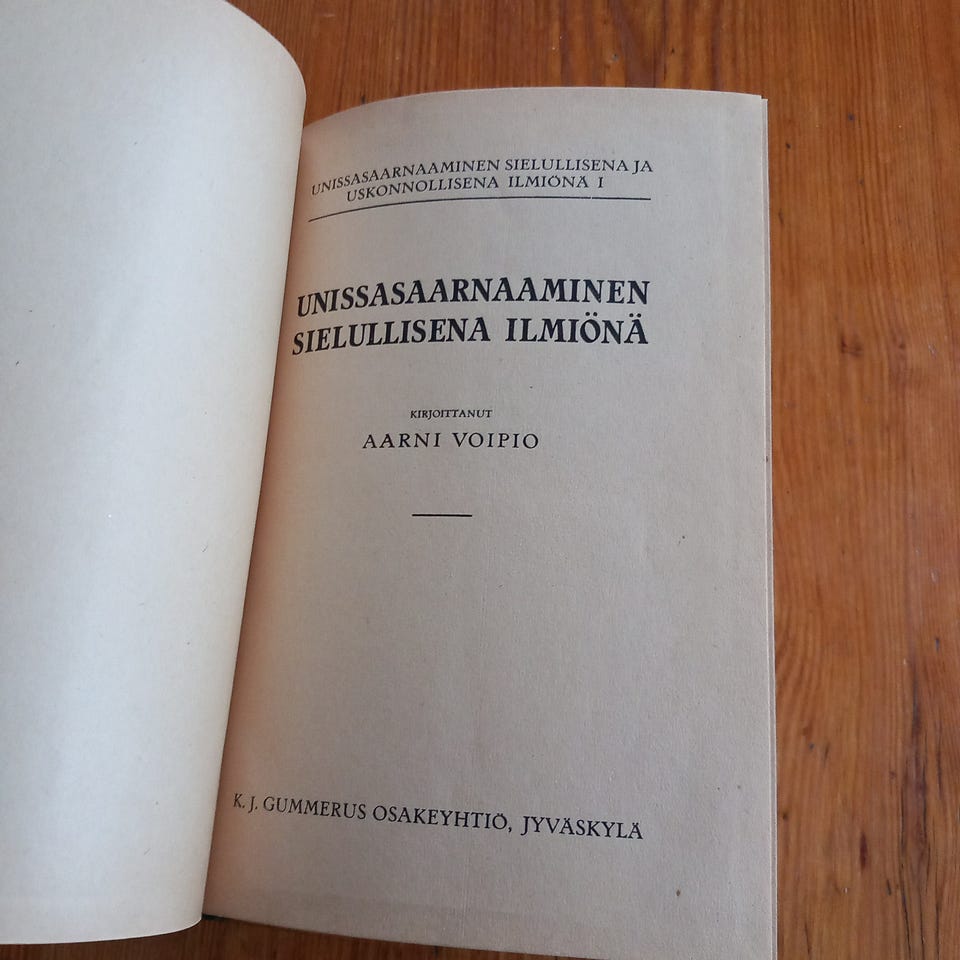 UNISSASAARNAAMINEN SIELULLISENA JA
USKONNOLLISENA ILMIÖNÄ I
UNISSASAARNAAMINEN
SIELULLISENA ILMIÖNÄ
KIRJOITTANUT
AARNI VOIPIO
K. J. GUMMERUS OSAKEYHTIÖ, JYVÄSKYLÄ